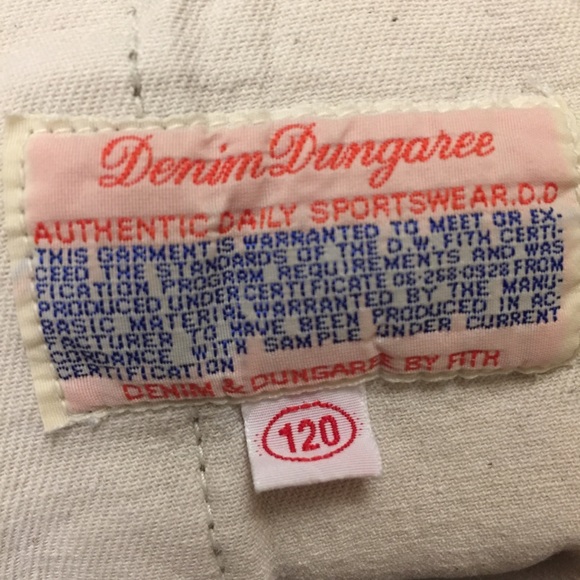 Denim Dungaree
AUTHENTIC DAILY SPORTSWEAR.D.D
THIS GARMENT IS WARRANTED TO MEET OR EX-
CEED THE STANDARDS OF THE D.W. FITH CERTI-
FICATION PROGRAM REQUIREMENTS AND WAS
PRODUCED UNDER CERTIFICATE 06-268-0328 FROM
BASIC MATERIAL WARRANTED BY THE MANU-
FACTURER TO HAVE BEEN PRODUCED IN AC-
CORDANCE WITH SAMPLE UNDER CURRENT
CERTIFICATION
DENIM & DUNGAREE BY FITH
120